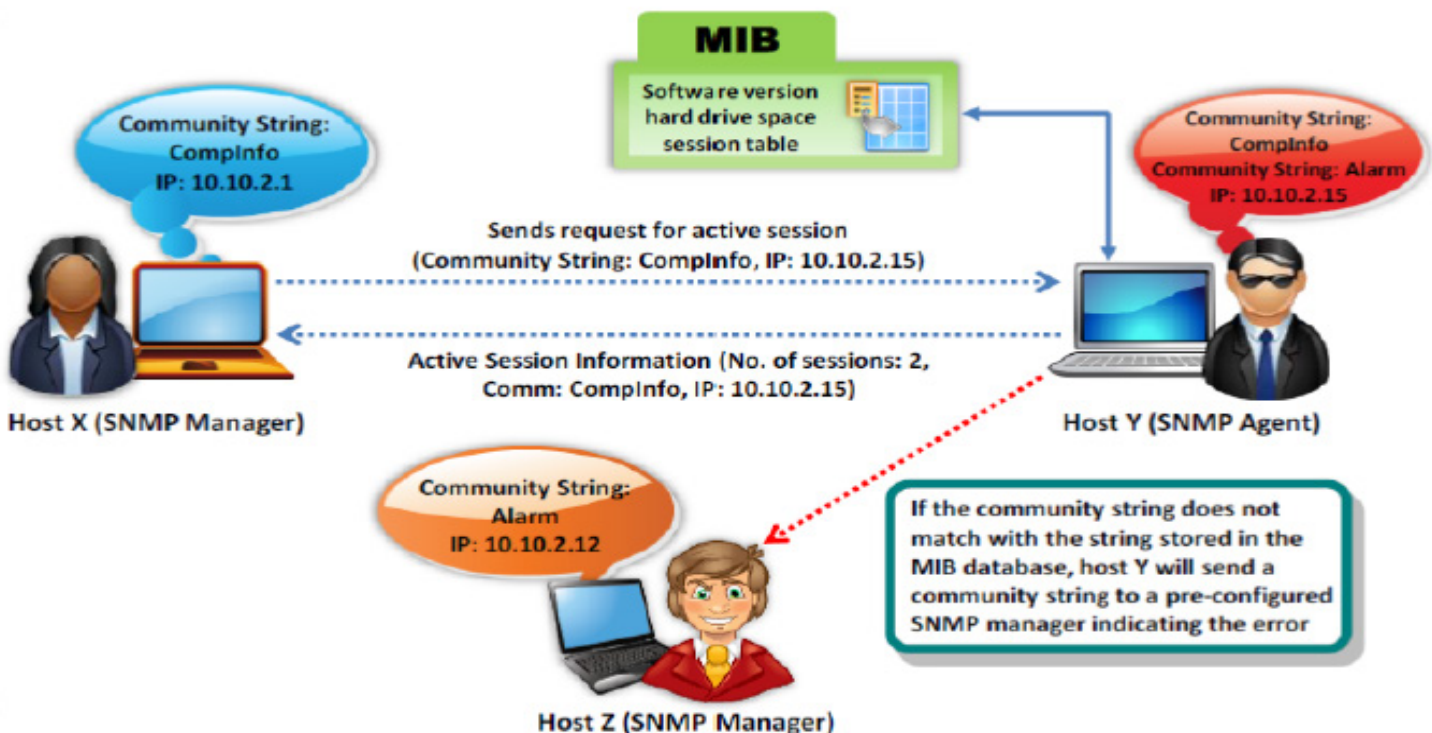 MIB
Software version
hard drive space
session table
Community String:
CompInfo
IP: 10.10.2.1
Community String:
CompInfo
Community String: Alarm
IP: 10.10.2.15
Sends request for active session
(Community String: CompInfo, IP: 10.10.2.15)
Active Session Information (No. of sessions: 2,
Comm: CompInfo, IP: 10.10.2.15)
Host X (SNMP Manager)
Host Y (SNMP Agent)
Community String:
Alarm
IP: 10.10.2.12
If the community string does not
match with the string stored in the
MIB database, host Y will send a
community string to a pre-configured
SNMP manager indicating the error
Host Z (SNMP Manager)